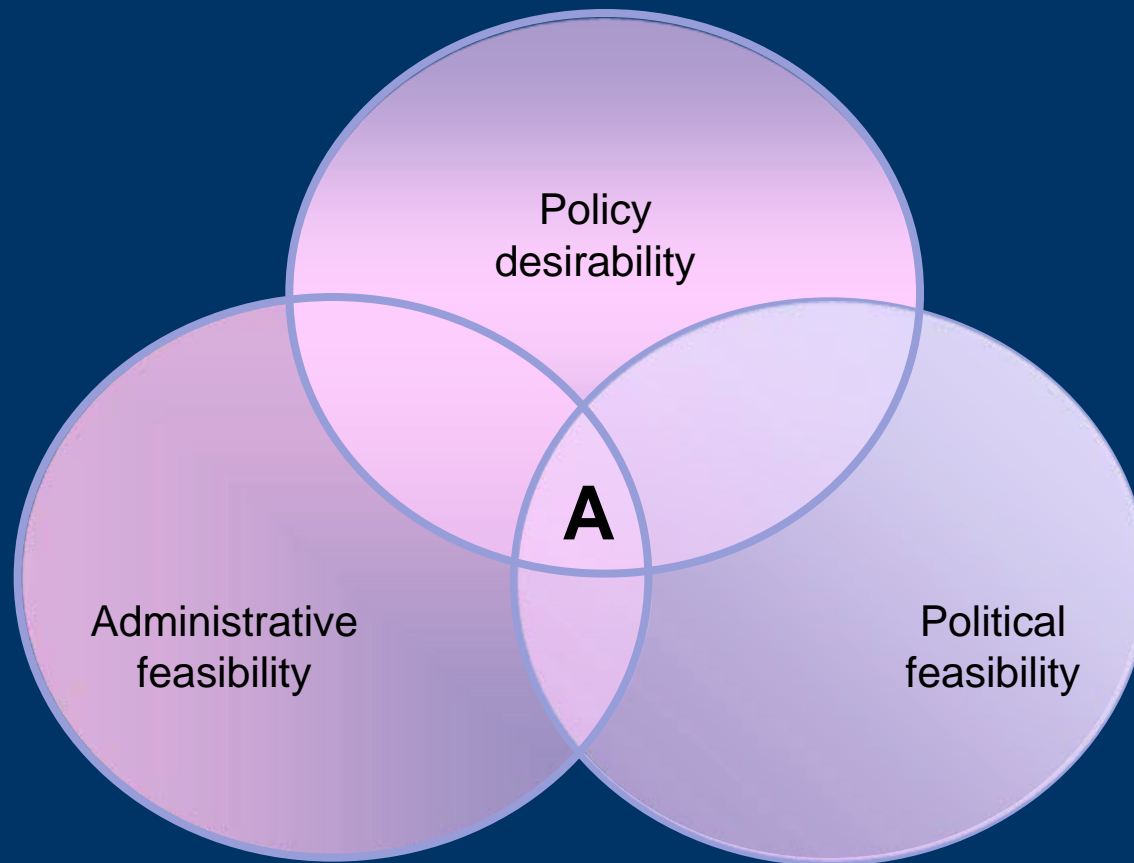 Policy
desirability
A
Administrative
feasibility
Political
feasibility